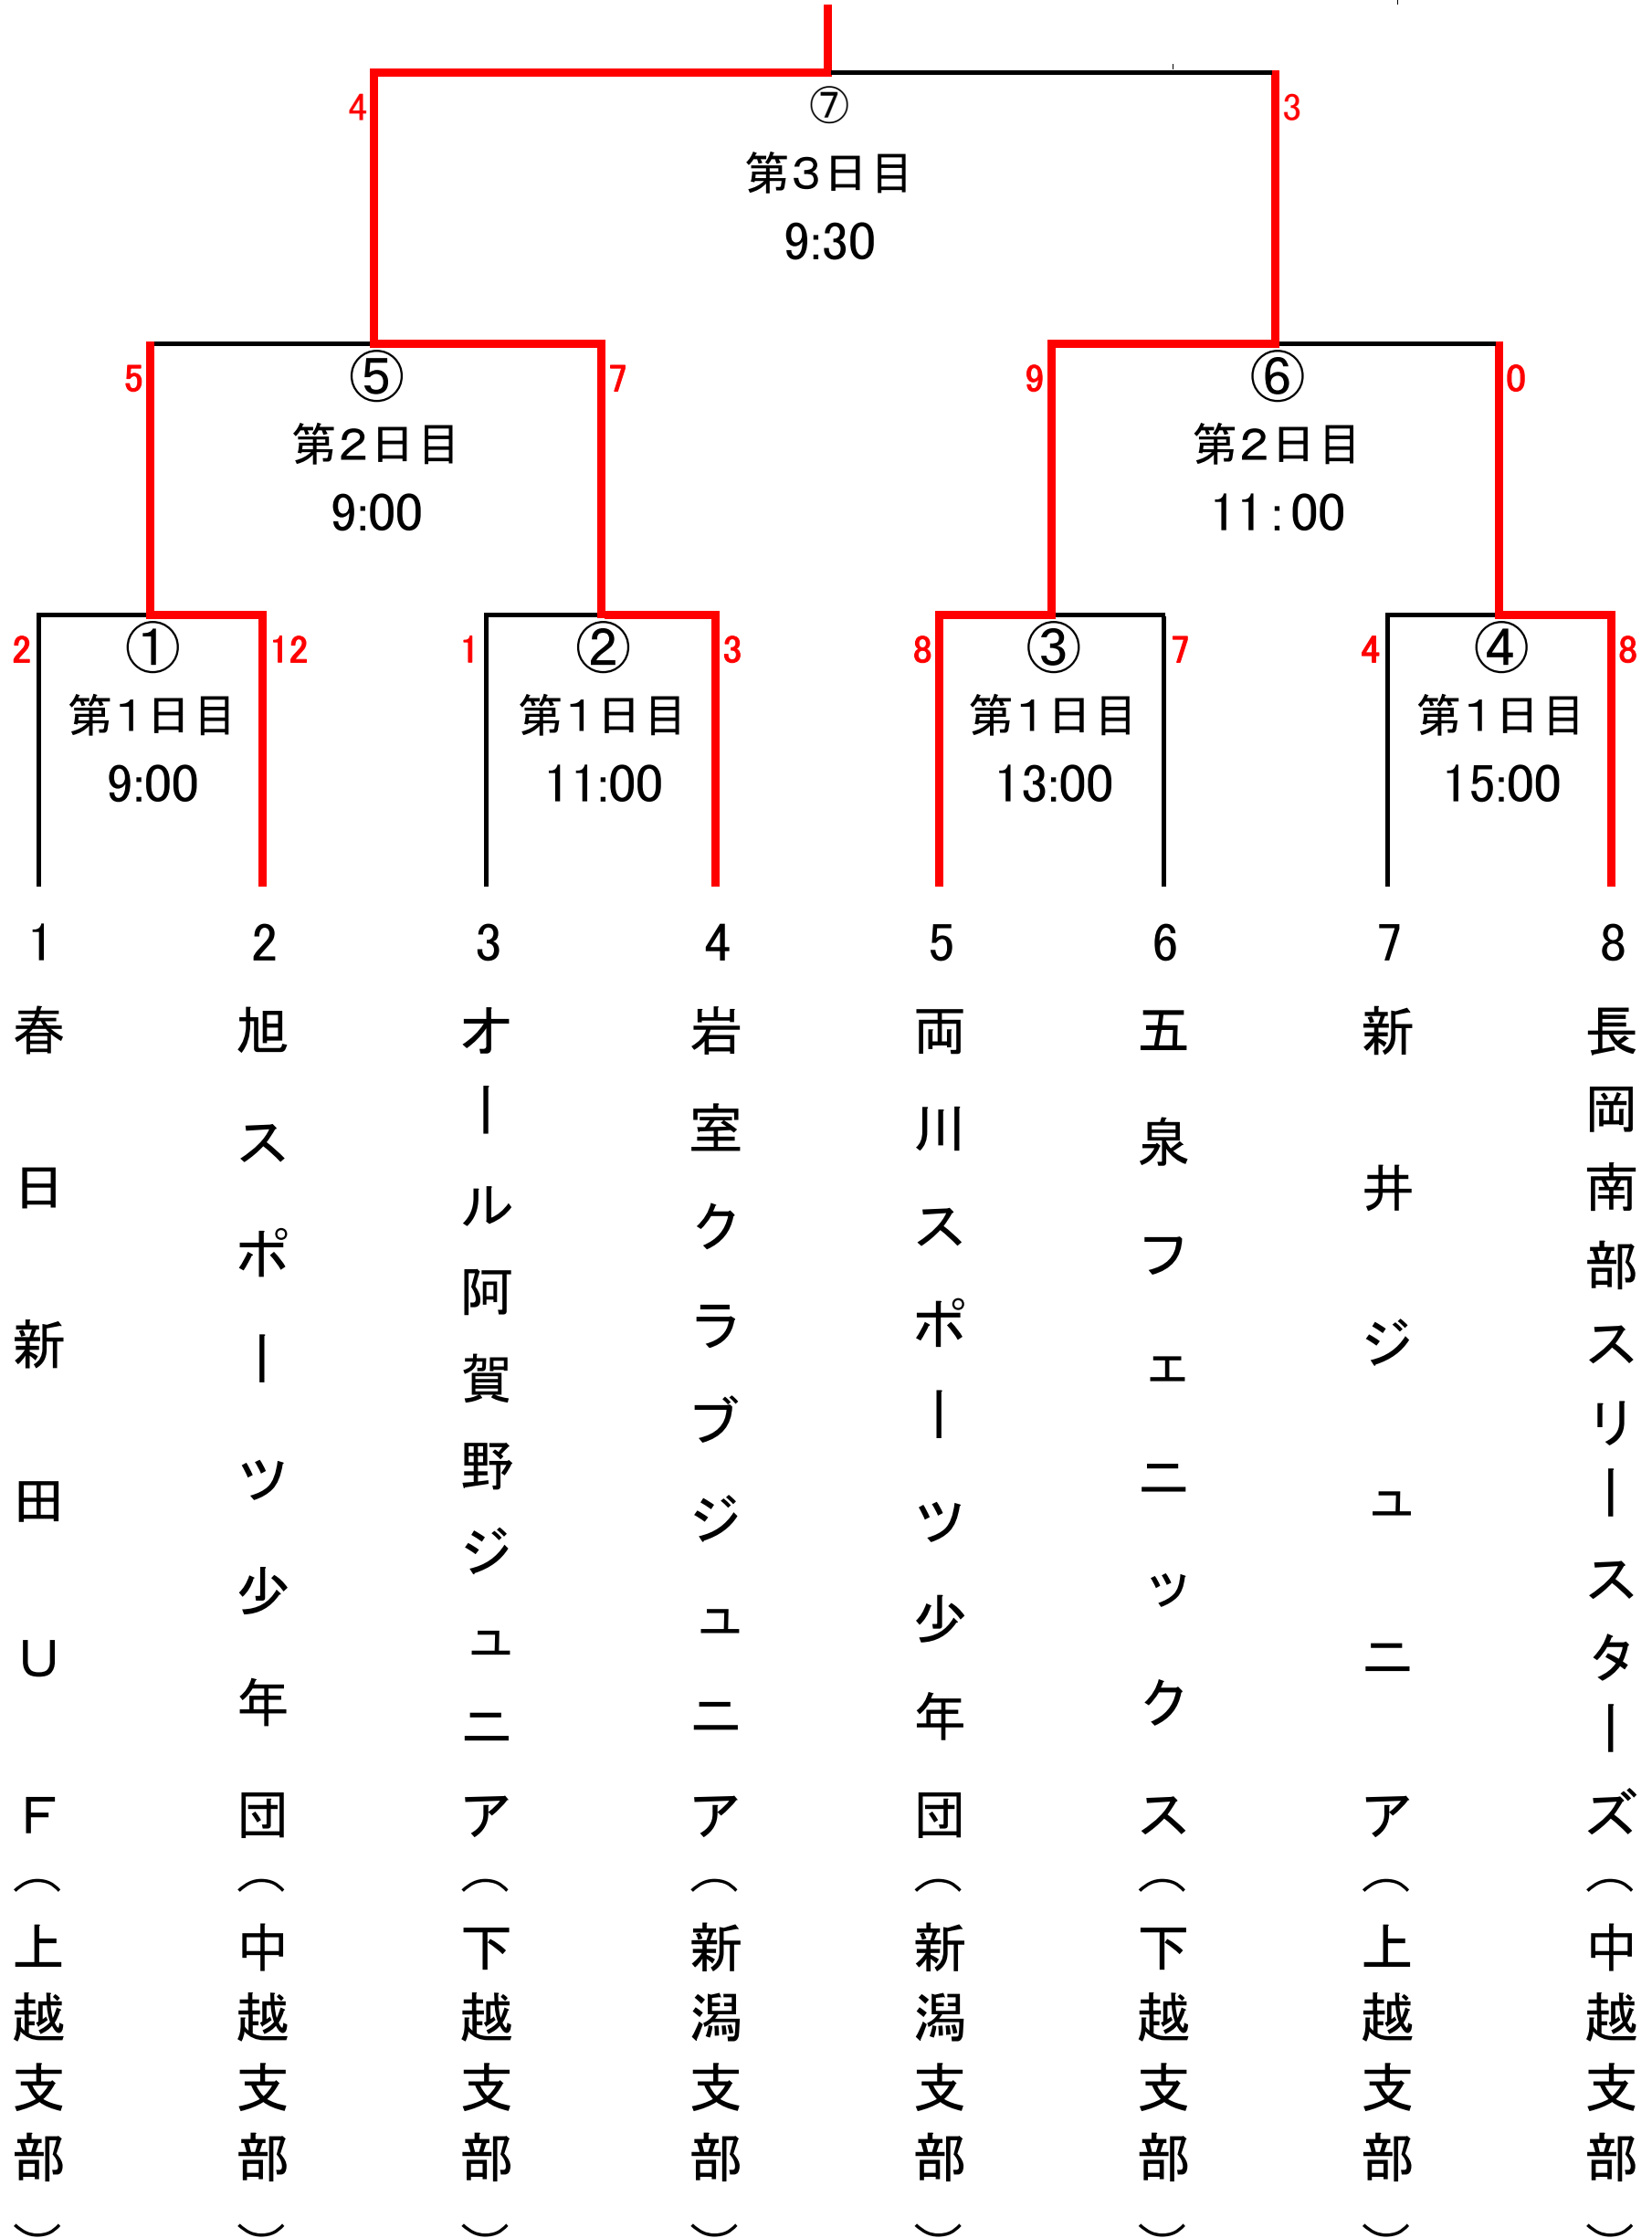 ⑦
4
3
第3日目
9:30
5
⑤
7
9
⑥
0
第2日目
第2日目
9:00
11:00
2
①
12
1
②
3
8
③
7
4
④
8
第1日目
第1日目
第1日目
第1日目
9:00
11:00
13:00
15:00
1
2
3
4
5
6
7
8
春日新田UF(上越支部)
旭スポーツ少年団(中越支部)
オール阿賀野ジュニア(下越支部)
岩室クラブジュニア(新潟支部)
両川スポーツ少年団(新潟支部)
五泉フェニックス(下越支部)
新井ジュニア(上越支部)
長岡南部スリースターズ(中越支部)